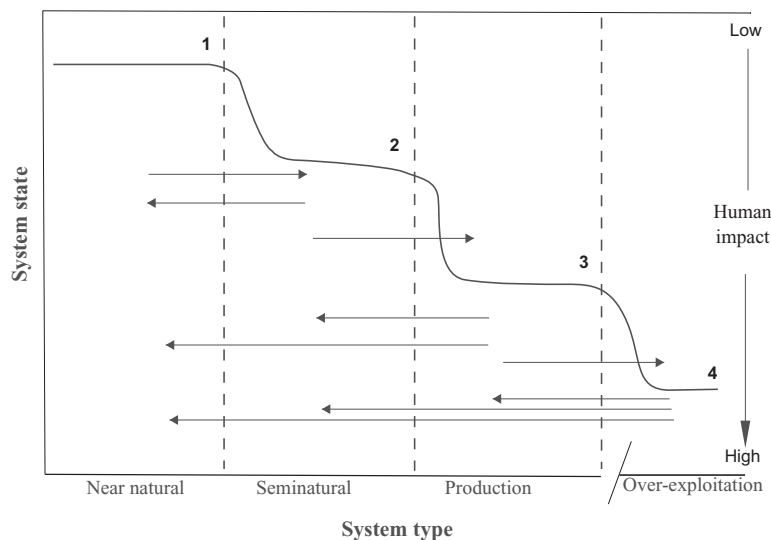 1
Low
2
System state
Human
impact
3
4
High
Near natural
Seminatural
Production
Over-exploitation
System type